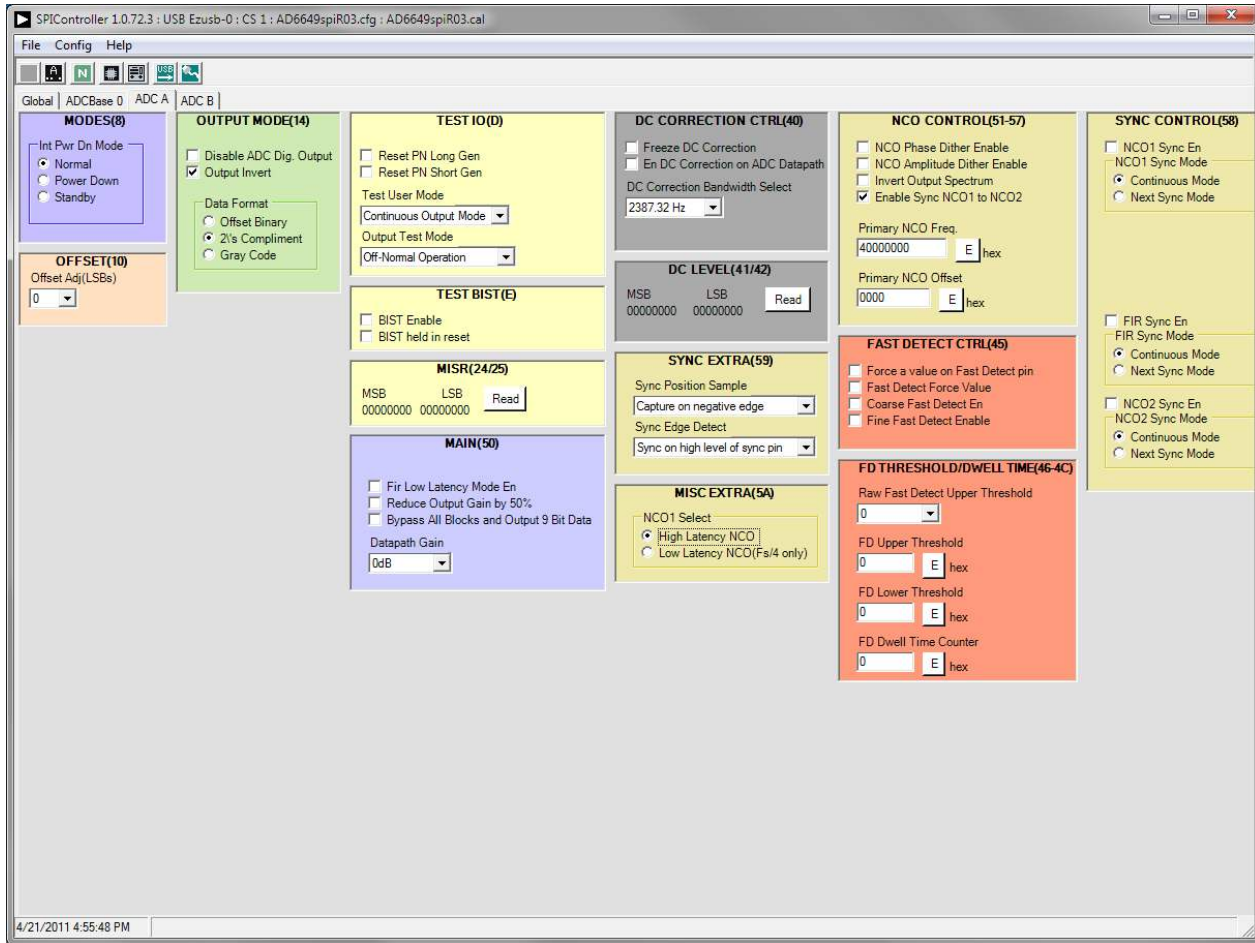 SPIController 1.0.72.3 : USB Ezusb-0 : CS 1 : AD6649spiR03.cfg : AD6649spiR03.cal
File Config Help
Global ADCBase 0 ADC A ADC B
MODES(8)
Int Pwr Dn Mode
Normal
Power Down
Standby
OFFSET(10)
Offset Adj(LSBs)
0
OUTPUT MODE(14)
Disable ADC Dig. Output
Output Invert
Data Format
Offset Binary
2\'s Compliment
Gray Code
TEST IO(D)
Reset PN Long Gen
Reset PN Short Gen
Test User Mode
Continuous Output Mode
Output Test Mode
Off-Normal Operation
TEST BIST(E)
BIST Enable
BIST held in reset
MISR(24/25)
MSB LSB
00000000 00000000 Read
MAIN(50)
Fir Low Latency Mode En
Reduce Output Gain by 50%
Bypass All Blocks and Output 9 Bit Data
Datapath Gain
0dB
DC CORRECTION CTRL(40)
Freeze DC Correction
En DC Correction on ADC Datapath
DC Correction Bandwidth Select
2387.32 Hz
DC LEVEL(41/42)
MSB LSB
00000000 00000000 Read
SYNC EXTRA(59)
Sync Position Sample
Capture on negative edge
Sync Edge Detect
Sync on high level of sync pin
MISC EXTRA(5A)
NCO1 Select
High Latency NCO
Low Latency NCO(Fs/4 only)
NCO CONTROL(51-57)
NCO Phase Dither Enable
NCO Amplitude Dither Enable
Invert Output Spectrum
Enable Sync NCO1 to NCO2
Primary NCO Freq.
40000000 E hex
Primary NCO Offset
0000 E hex
FAST DETECT CTRL(45)
Force a value on Fast Detect pin
Fast Detect Force Value
Coarse Fast Detect En
Fine Fast Detect Enable
FD THRESHOLD/DWELL TIME(46-4C)
Raw Fast Detect Upper Threshold
0
FD Upper Threshold
0 E hex
FD Lower Threshold
0 E hex
FD Dwell Time Counter
0 E hex
SYNC CONTROL(58)
NCO1 Sync En
NCO1 Sync Mode
Continuous Mode
Next Sync Mode
FIR Sync En
FIR Sync Mode
Continuous Mode
Next Sync Mode
NCO2 Sync En
NCO2 Sync Mode
Continuous Mode
Next Sync Mode
4/21/2011 4:55:48 PM